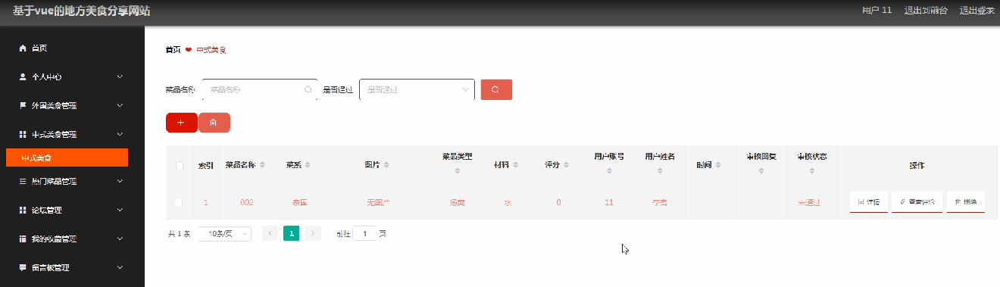 基于vue的地方美食分享网站
用户 11 退出到前台 退出登录
首页
个人中心
外国美食管理
中式美食管理
中式美食
热门菜品管理
论坛管理
我的收藏管理
留言板管理
首页 中式美食
菜品名称 菜品名称 是否通过 是否通过
索引 菜品名称 菜系 图片 菜品类型 材料 评分 用户账号 用户姓名 时间 审核回复 审核状态 操作
1 002 泰国 无图片 汤类 水 0 11 李密 未通过 详情 查看评论 删除
共 1 条 10条/页 1 前往 1 页